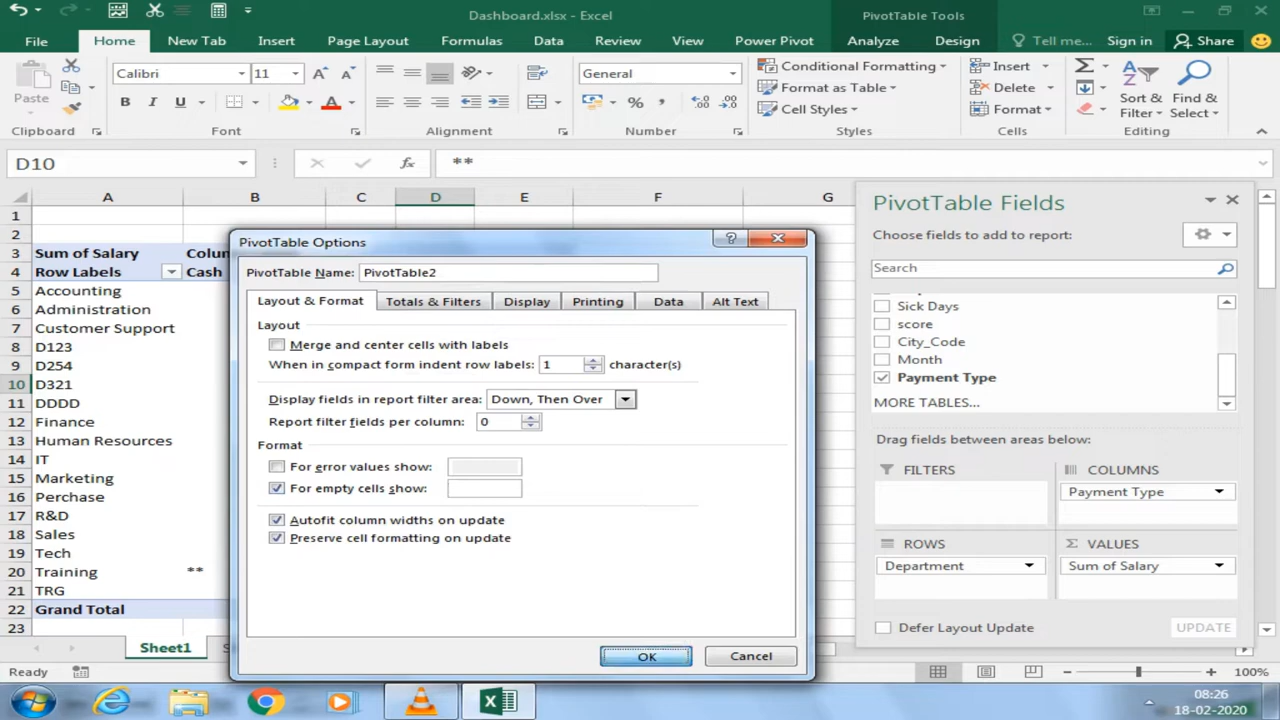 Dashboard.xlsx - Excel
PivotTable Tools
File Home New Tab Insert Page Layout Formulas Data Review View Power Pivot Analyze Design Tell me... Sign in Share
Paste
Calibri 11
B I U A
General
% ,
Conditional Formatting
Format as Table
Cell Styles
Insert
Delete
Format
Sort & Filter
Find & Select
Clipboard Font Alignment Number Styles Cells Editing
D10 fx **
A B C D E F G
1
2
3 Sum of Salary Colun
4 Row Labels Cash
5 Accounting
6 Administration
7 Customer Support
8 D123
9 D254
10 D321
11 DDDD
12 Finance
13 Human Resources
14 IT
15 Marketing
16 Perchase
17 R&D
18 Sales
19 Tech
20 Training **
21 TRG
22 Grand Total
23
Sheet1
Ready
PivotTable Options
PivotTable Name: PivotTable2
Layout & Format Totals & Filters Display Printing Data Alt Text
Layout
Merge and center cells with labels
When in compact form indent row labels: 1 character(s)
Display fields in report filter area: Down, Then Over
Report filter fields per column: 0
Format
For error values show:
For empty cells show:
Autofit column widths on update
Preserve cell formatting on update
OK Cancel
PivotTable Fields
Choose fields to add to report:
Search
Sick Days
score
City_Code
Month
Payment Type
MORE TABLES...
Drag fields between areas below:
FILTERS COLUMNS
Payment Type
ROWS Σ VALUES
Department Sum of Salary
Defer Layout Update UPDATE
100%
08:26
18-02-2020